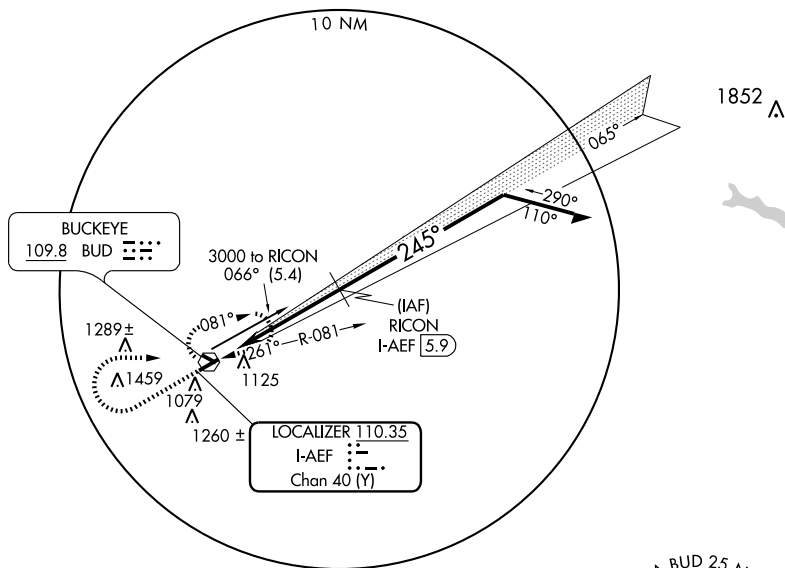 10 NM
1852
065°
290°
110°
245°
BUCKEYE
109.8 BUD
3000 to RICON
066° (5.4)
(IAF)
RICON
I-AEF 5.9
081°
261°
R-081
1289 ±
1459
1125
1079
1260 ±
LOCALIZER 110.35
I-AEF
Chan 40 (Y)
BUD 25